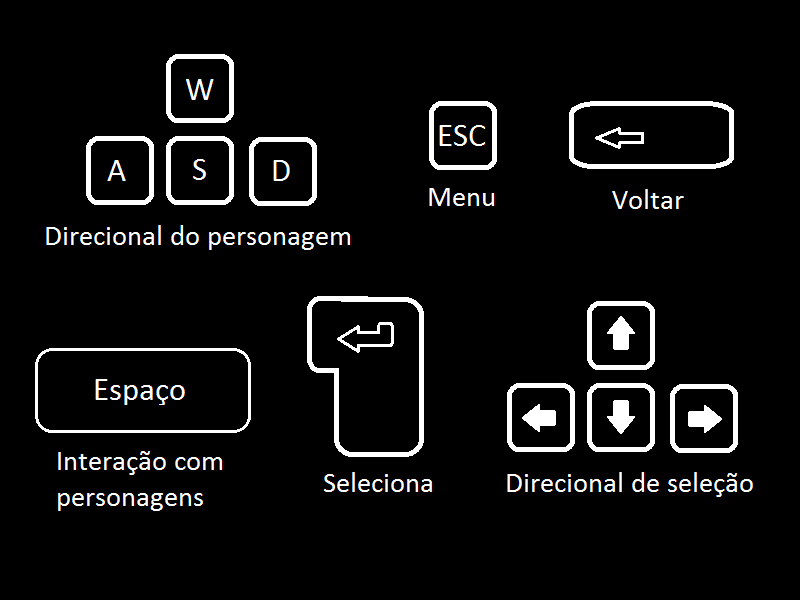 W
A S D
Direcional do personagem
ESC
Menu
Voltar
Espaço
Interação com
personagens
Seleciona
Direcional de seleção